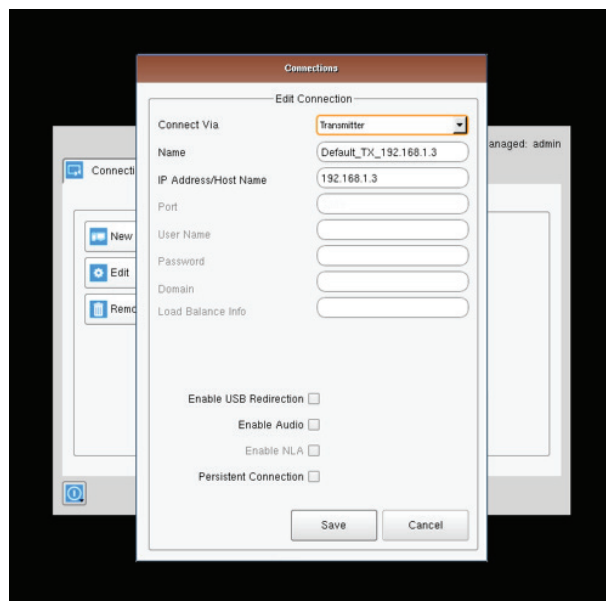 Connections
Edit Connection
Connect Via Transmitter
Name Default_TX_192.168.1.3
IP Address/Host Name 192.168.1.3
Port
User Name
Password
Domain
Load Balance Info
Enable USB Redirection
Enable Audio
Enable NLA
Persistent Connection
Save Cancel
anaged: admin
Connecti
New
Edit
Remo